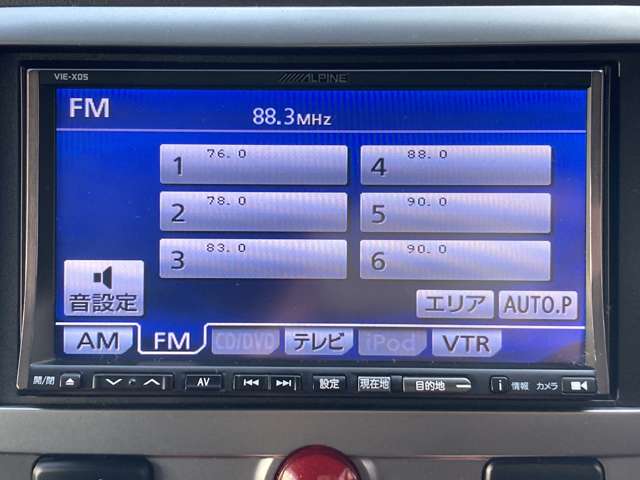 VIE-X05
ALPINE
FM
88.3MHz
1 76.0
4 88.0
2 78.0
5 90.0
3 83.0
6 90.0
音設定
エリア AUTO.P
AM FM CD/DVD テレビ iPod VTR
開/閉 AV 設定 現在地 目的地 i 情報 カメラ